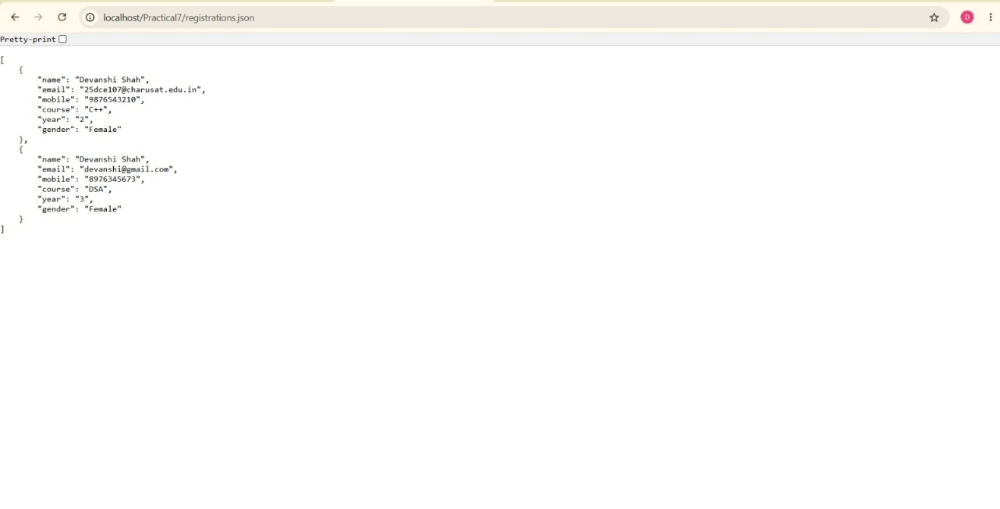 localhost/Practical7/registrations.json
D
Pretty-print
[
    {
        "name": "Devanshi Shah",
        "email": "25dce107@charusat.edu.in",
        "mobile": "9876543210",
        "course": "C++",
        "year": "2",
        "gender": "Female"
    },
    {
        "name": "Devanshi Shah",
        "email": "devanshi@gmail.com",
        "mobile": "8976345673",
        "course": "DSA",
        "year": "3",
        "gender": "Female"
    }
]